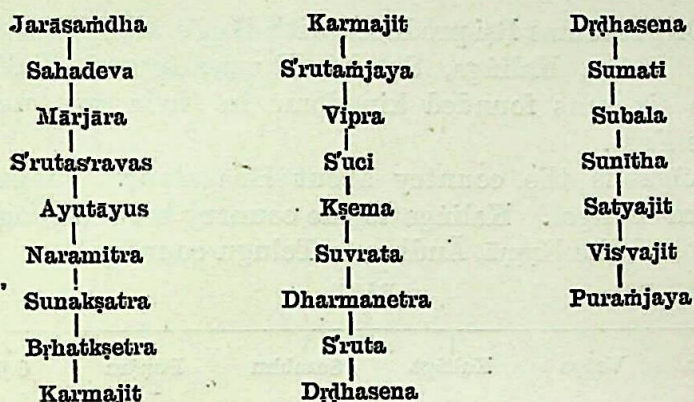 Jarāsaṁdha
Sahadeva
Mārjāra
S'rutas'ravas
Ayutāyus
Naramitra
Sunakṣatra
Bṛhatkṣetra
Karmajit
Karmajit
S'rutaṁjaya
Vipra
S'uci
Kṣema
Suvrata
Dharmanetra
S'ruta
Dṛḍhasena
Dṛḍhasena
Sumati
Subala
Sunītha
Satyajit
Vis'vajit
Puraṁjaya